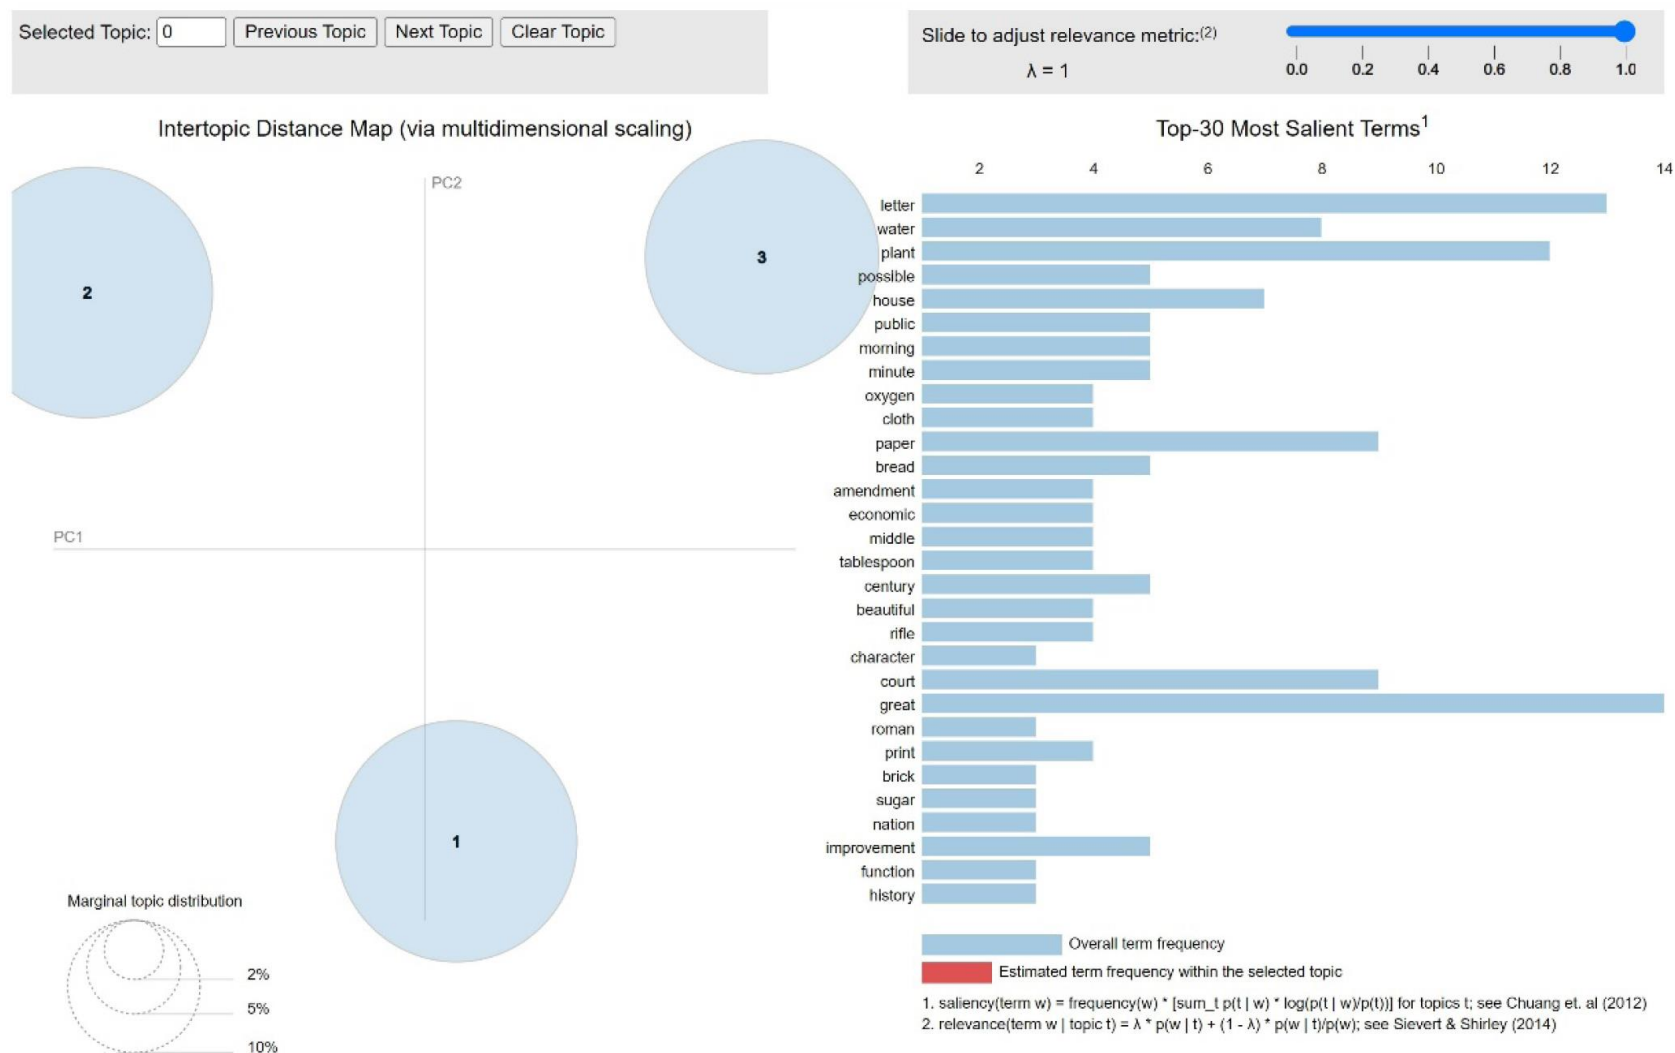 Selected Topic: 0 Previous Topic Next Topic Clear Topic
Slide to adjust relevance metric:(2)
λ = 1
0.0 0.2 0.4 0.6 0.8 1.0
Intertopic Distance Map (via multidimensional scaling)
PC2
PC1
2
3
1
Marginal topic distribution
2%
5%
10%
Top-30 Most Salient Terms1
2 4 6 8 10 12 14
letter
water
plant
possible
house
public
morning
minute
oxygen
cloth
paper
bread
amendment
economic
middle
tablespoon
century
beautiful
rifle
character
court
great
roman
print
brick
sugar
nation
improvement
function
history
Overall term frequency
Estimated term frequency within the selected topic
1. saliency(term w) = frequency(w) * [sum_t p(t | w) * log(p(t | w)/p(t))] for topics t; see Chuang et. al (2012)
2. relevance(term w | topic t) = λ * p(w | t) + (1 - λ) * p(w | t)/p(w); see Sievert & Shirley (2014)